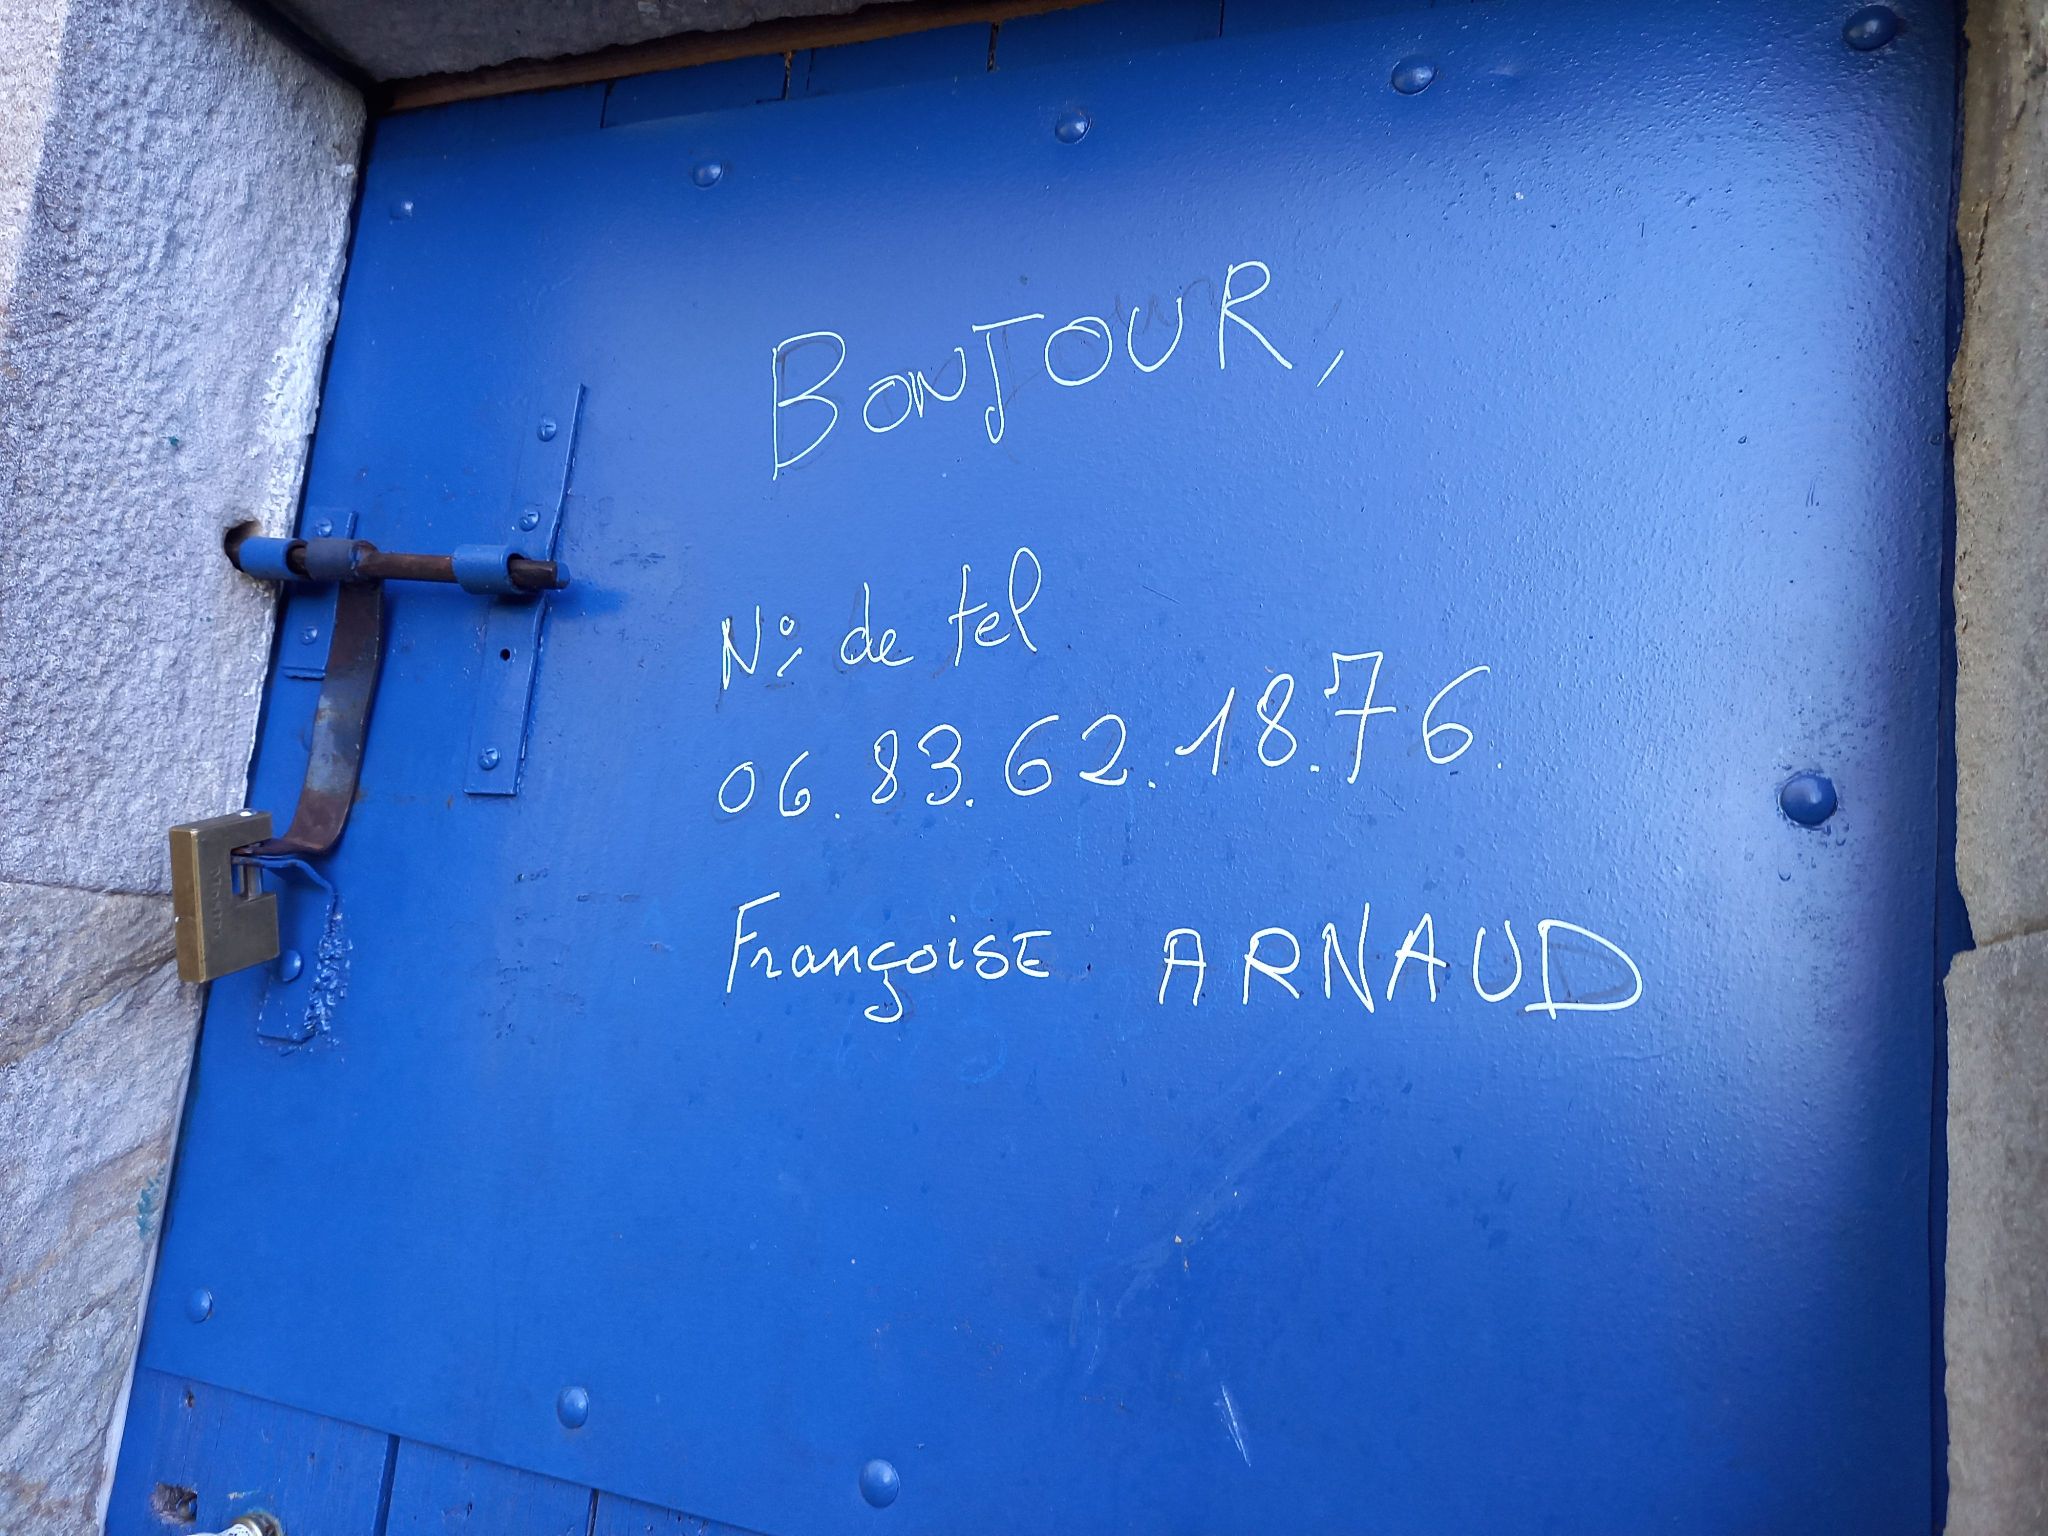 BONJOUR,
N° de tel
06.83.62.18.76.
Françoise ARNAUD